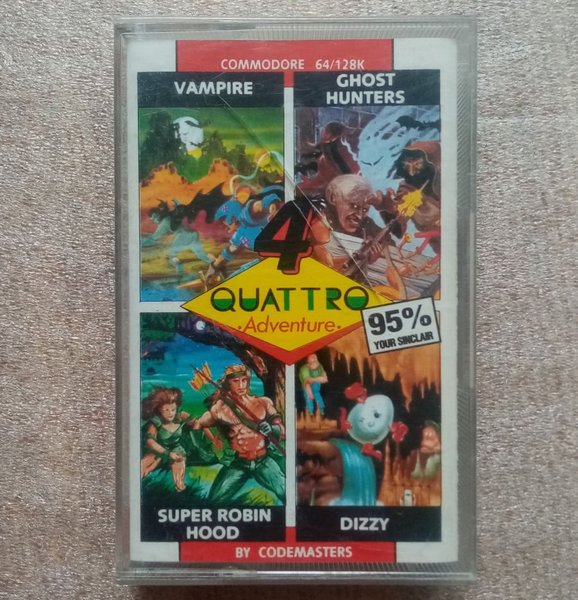 COMMODORE 64/128K
VAMPIRE
GHOST
HUNTERS
4
QUATTRO
·Adventure·
95%
YOUR SINCLAIR
SUPER ROBIN
HOOD
DIZZY
BY CODEMASTERS